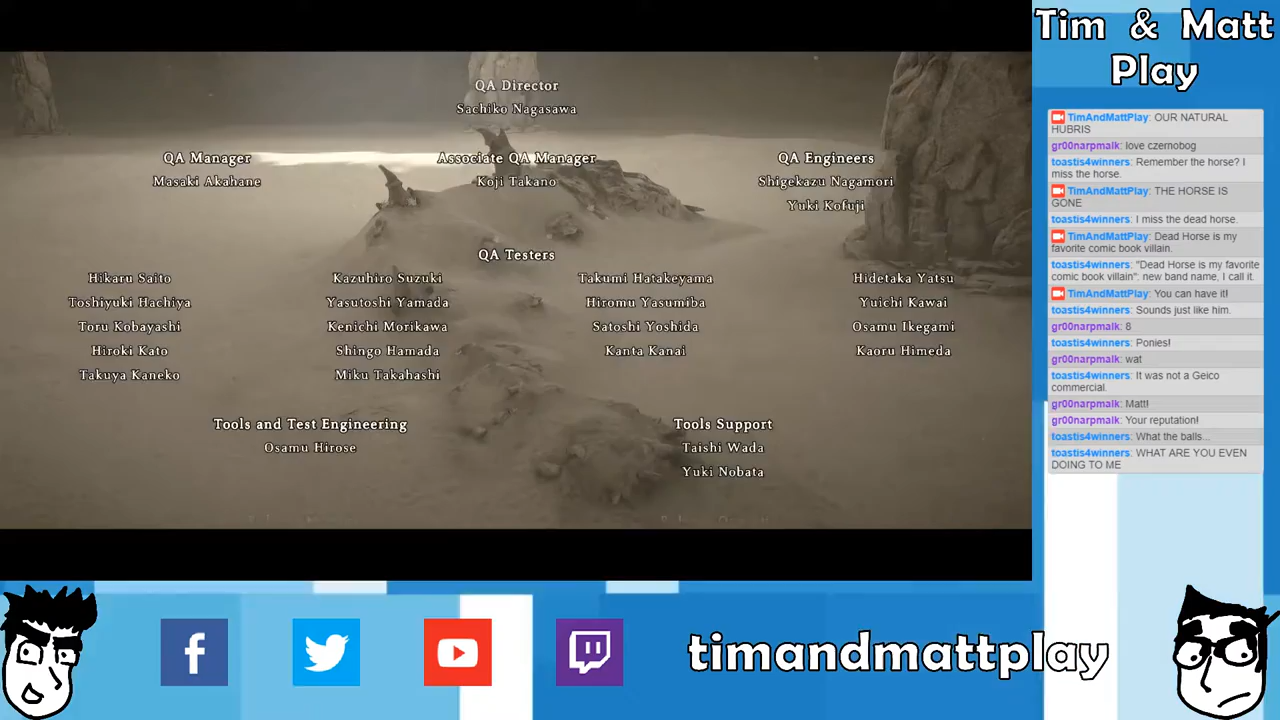 QA Director
Sachiko Nagasawa
QA Manager
Masaki Akahane
Associate QA Manager
Koji Takano
QA Engineers
Shigekazu Nagamori
Yuki Kofuji
QA Testers
Hikaru Saito
Toshiyuki Hachiya
Toru Kobayashi
Hiroki Kato
Takuya Kaneko
Kazuhiro Suzuki
Yasutoshi Yamada
Kenichi Morikawa
Shingo Hamada
Miku Takahashi
Takumi Hatakeyama
Hiromu Yasumiba
Satoshi Yoshida
Kanta Kanai
Hidetaka Yatsu
Yuichi Kawai
Osamu Ikegami
Kaoru Himeda
Tools and Test Engineering
Osamu Hirose
Tools Support
Taishi Wada
Yuki Nobata
Tim & Matt
Play
TimAndMattPlay: OUR NATURAL
HUBRIS
gr00narpmalk: love czernobog
toastis4winners: Remember the horse? I
miss the horse.
TimAndMattPlay: THE HORSE IS
GONE
toastis4winners: I miss the dead horse.
TimAndMattPlay: Dead Horse is my
favorite comic book villain.
toastis4winners: "Dead Horse is my favorite
comic book villain": new band name, I call it.
TimAndMattPlay: You can have it!
toastis4winners: Sounds just like him.
gr00narpmalk: 8
toastis4winners: Ponies!
gr00narpmalk: wat
toastis4winners: It was not a Geico
commercial.
gr00narpmalk: Matt!
gr00narpmalk: Your reputation!
toastis4winners: What the balls...
toastis4winners: WHAT ARE YOU EVEN
DOING TO ME
timandmattplay